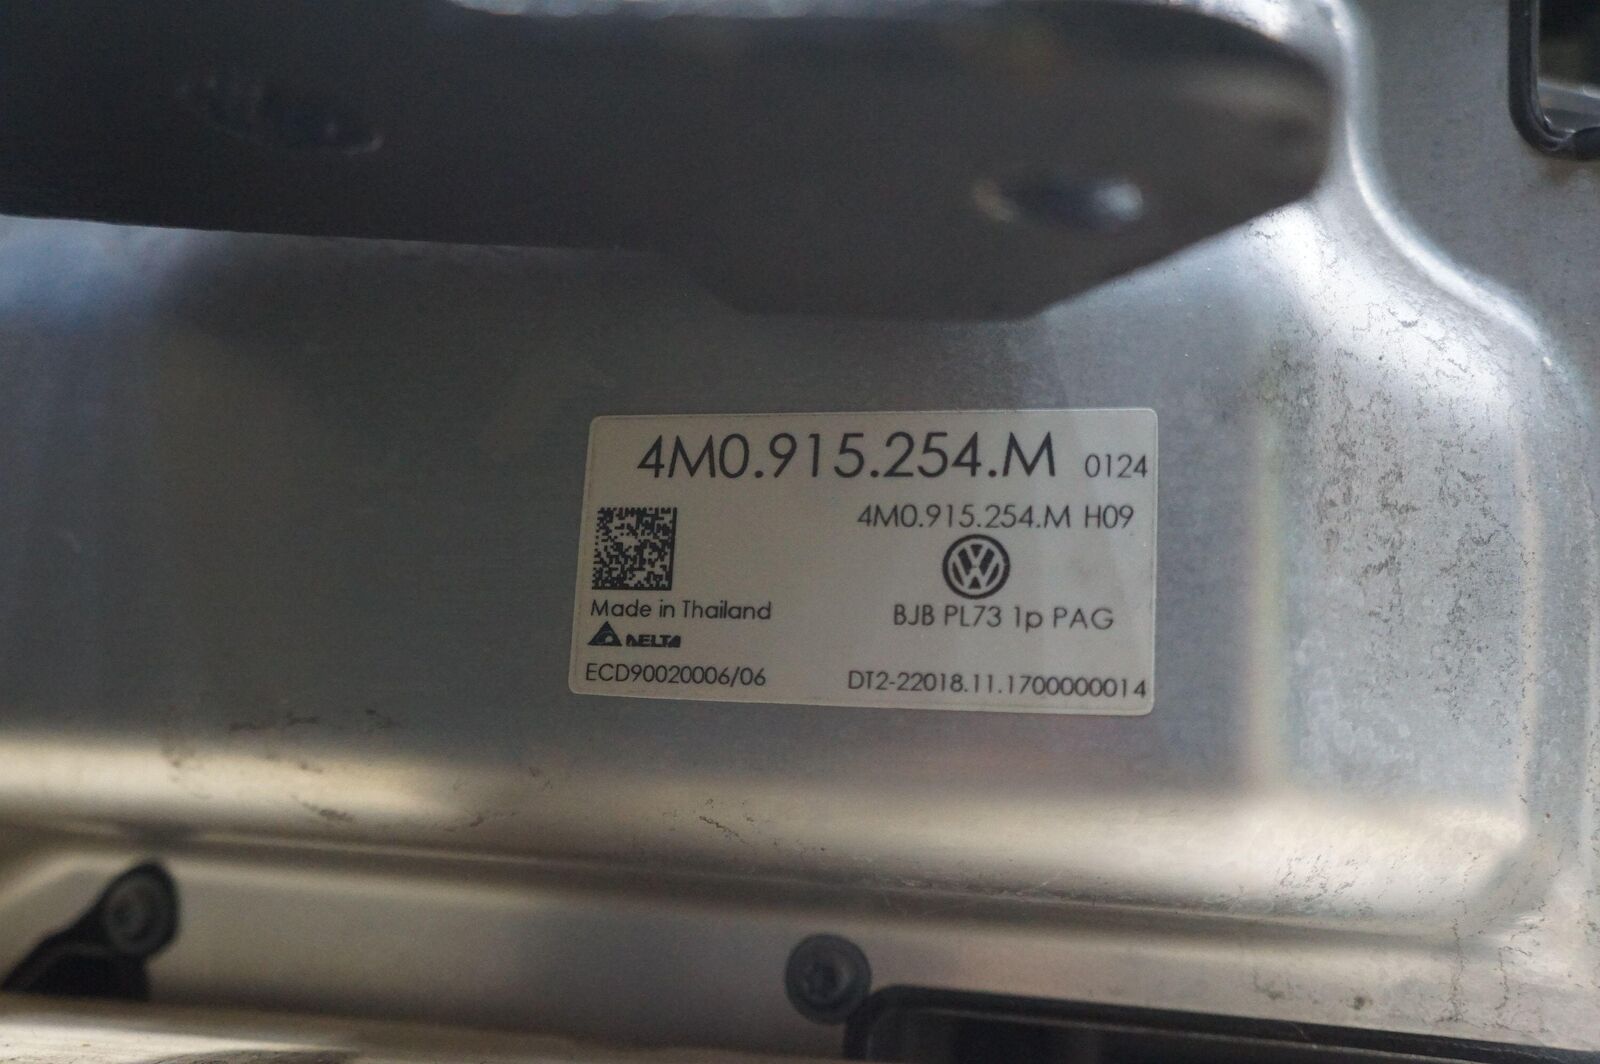 4M0.915.254.M 0124
4M0.915.254.M H09
Made in Thailand
BJB PL73 1p PAG
DELTA
ECD90020006/06
DT2-22018.11.1700000014